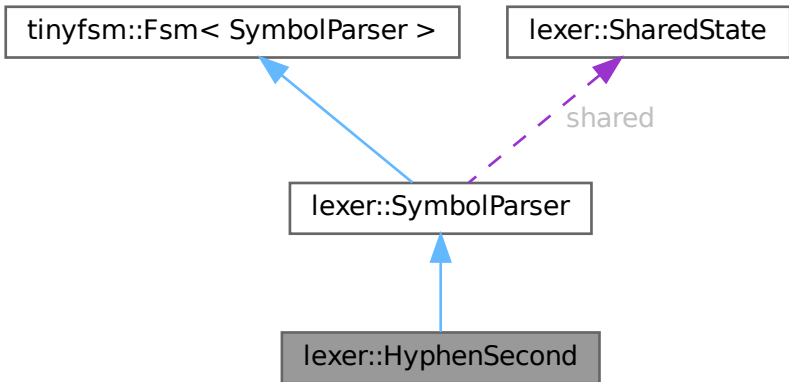 tinyfsm::Fsm< SymbolParser >
lexer::SharedState
shared
lexer::SymbolParser
lexer::HyphenSecond